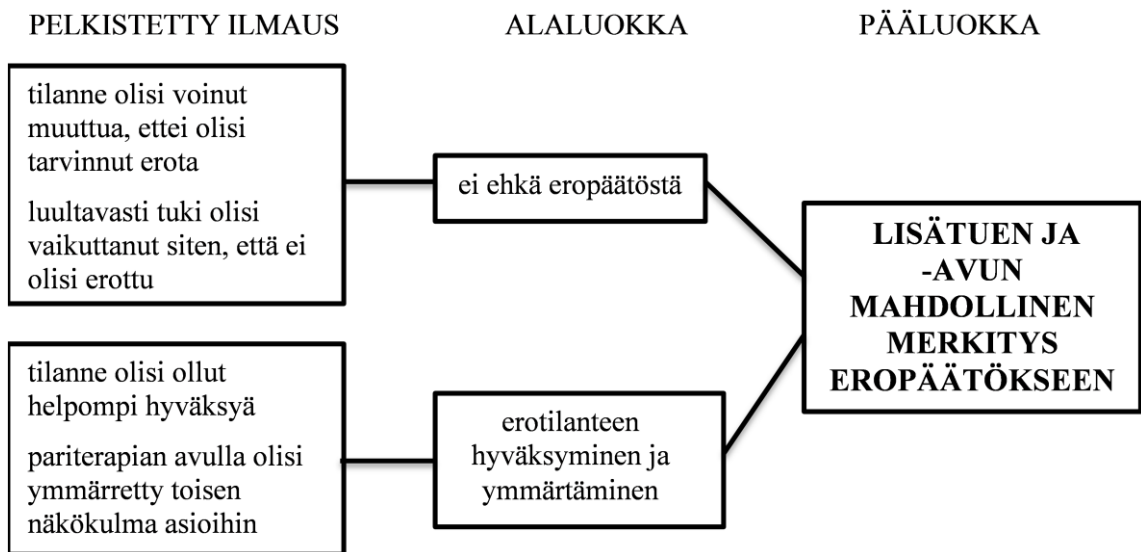 PELKISTETTY ILMAUS
ALALUOKKA
PÄÄLUOKKA
tilanne olisi voinut
muuttua, ettei olisi
tarvinnut erota
luultavasti tuki olisi
vaikuttanut siten, että ei
olisi erottu
ei ehkä eropäätöstä
tilanne olisi ollut
helpompi hyväksyä
pariterapian avulla olisi
ymmärretty toisen
näkökulma asioihin
erotilanteen
hyväksyminen ja
ymmärtäminen
LISÄTUEN JA
-AVUN
MAHDOLLINEN
MERKITYS
EROPÄÄTÖKSEEN